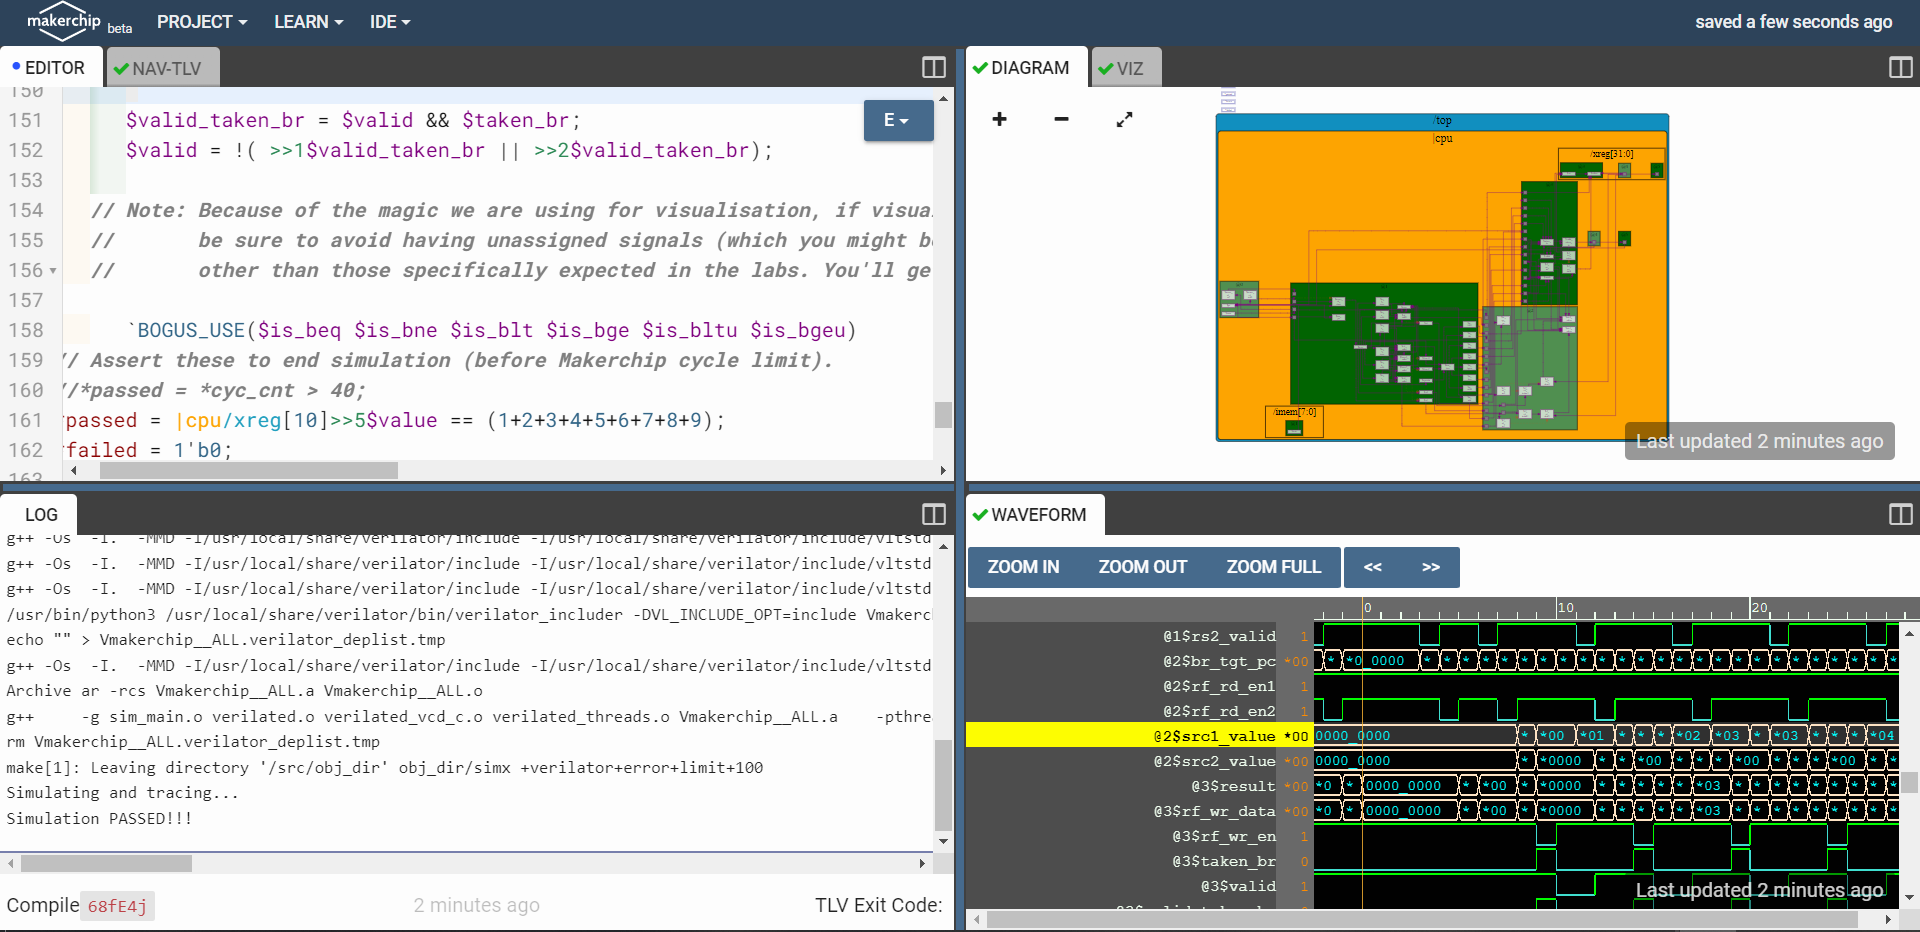 makerchip beta PROJECT LEARN IDE saved a few seconds ago
EDITOR NAV-TLV
150
151 $valid_taken_br = $valid && $taken_br;
152 $valid = !( >>1$valid_taken_br || >>2$valid_taken_br);
153
154 // Note: Because of the magic we are using for visualisation, if visua
155 // be sure to avoid having unassigned signals (which you might b
156 // other than those specifically expected in the labs. You'll ge
157
158 `BOGUS_USE($is_beq $is_bne $is_blt $is_bge $is_bltu $is_bgeu)
159 // Assert these to end simulation (before Makerchip cycle limit).
160 //*passed = *cyc_cnt > 40;
161 passed = |cpu/xreg[10]>>5$value == (1+2+3+4+5+6+7+8+9);
162 failed = 1'b0;
163
E
DIAGRAM VIZ
/top
|cpu
/xreg[31:0]
/imem[7:0]
Last updated 2 minutes ago
LOG
g++ -Os -I. -MMD -I/usr/local/share/verilator/include -I/usr/local/share/verilator/include/vltstd
g++ -Os -I. -MMD -I/usr/local/share/verilator/include -I/usr/local/share/verilator/include/vltstd
g++ -Os -I. -MMD -I/usr/local/share/verilator/include -I/usr/local/share/verilator/include/vltstd
/usr/bin/python3 /usr/local/share/verilator/bin/verilator_includer -DVL_INCLUDE_OPT=include Vmakerc
echo "" > Vmakerchip__ALL.verilator_deplist.tmp
g++ -Os -I. -MMD -I/usr/local/share/verilator/include -I/usr/local/share/verilator/include/vltstd
Archive ar -rcs Vmakerchip__ALL.a Vmakerchip__ALL.o
g++ -g sim_main.o verilated.o verilated_vcd_c.o verilated_threads.o Vmakerchip__ALL.a -pthre
rm Vmakerchip__ALL.verilator_deplist.tmp
make[1]: Leaving directory '/src/obj_dir' obj_dir/simx +verilator+error+limit+100
Simulating and tracing...
Simulation PASSED!!!
Compile 68fE4j 2 minutes ago TLV Exit Code:
WAVEFORM
ZOOM IN ZOOM OUT ZOOM FULL << >>
0 10 20
@1$rs2_valid 1
@2$br_tgt_pc *00 * * *0_0000 * * * * * * * * * * * * * * * * * * * * * * * * *
@2$rf_rd_en1 1
@2$rf_rd_en2 1
@2$src1_value *00 0000_0000 * *00 *01 * * * *02 *03 * *03 * * * *04
@2$src2_value *00 0000_0000 * *0000 * * *00 * * * *00 * * * *00 * *
@3$result *00 *0 * 0000_0000 * *00 * *0000 * * * * * *03 * * * * * * * * *
@3$rf_wr_data *00 *0 * 0000_0000 * *00 * *0000 * * * * * *03 * * * * * * * * *
@3$rf_wr_en 1
@3$taken_br 0
@3$valid 1
Last updated 2 minutes ago